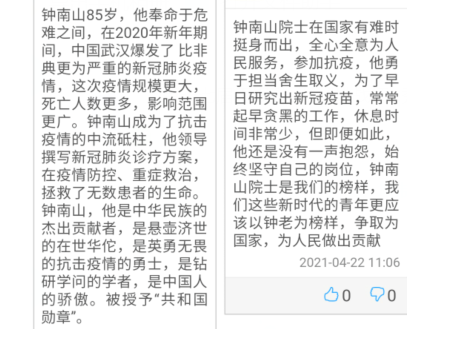 钟南山85岁，他奉命于危
难之间，在2020年新年期
间，中国武汉爆发了 比非
典更为严重的新冠肺炎疫
情，这次疫情规模更大，
死亡人数更多，影响范围
更广。钟南山成为了抗击
疫情的中流砥柱，他领导
撰写新冠肺炎诊疗方案，
在疫情防控、重症救治，
拯救了无数患者的生命。
钟南山，他是中华民族的
杰出贡献者，是悬壶济世
的在世华佗，是英勇无畏
的抗击疫情的勇士，是钻
研学问的学者，是中国人
的骄傲。被授予“共和国
勋章”。
钟南山院士在国家有难时
挺身而出，全心全意为人
民服务，参加抗疫，他勇
于担当舍生取义，为了早
日研究出新冠疫苗，常常
起早贪黑的工作，休息时
间非常少，但即便如此，
他还是没有一声抱怨，始
终坚守自己的岗位，钟南
山院士是我们的榜样，我
们这些新时代的青年更应
该以钟老为榜样，争取为
国家，为人民做出贡献
2021-04-22 11:06
0 0